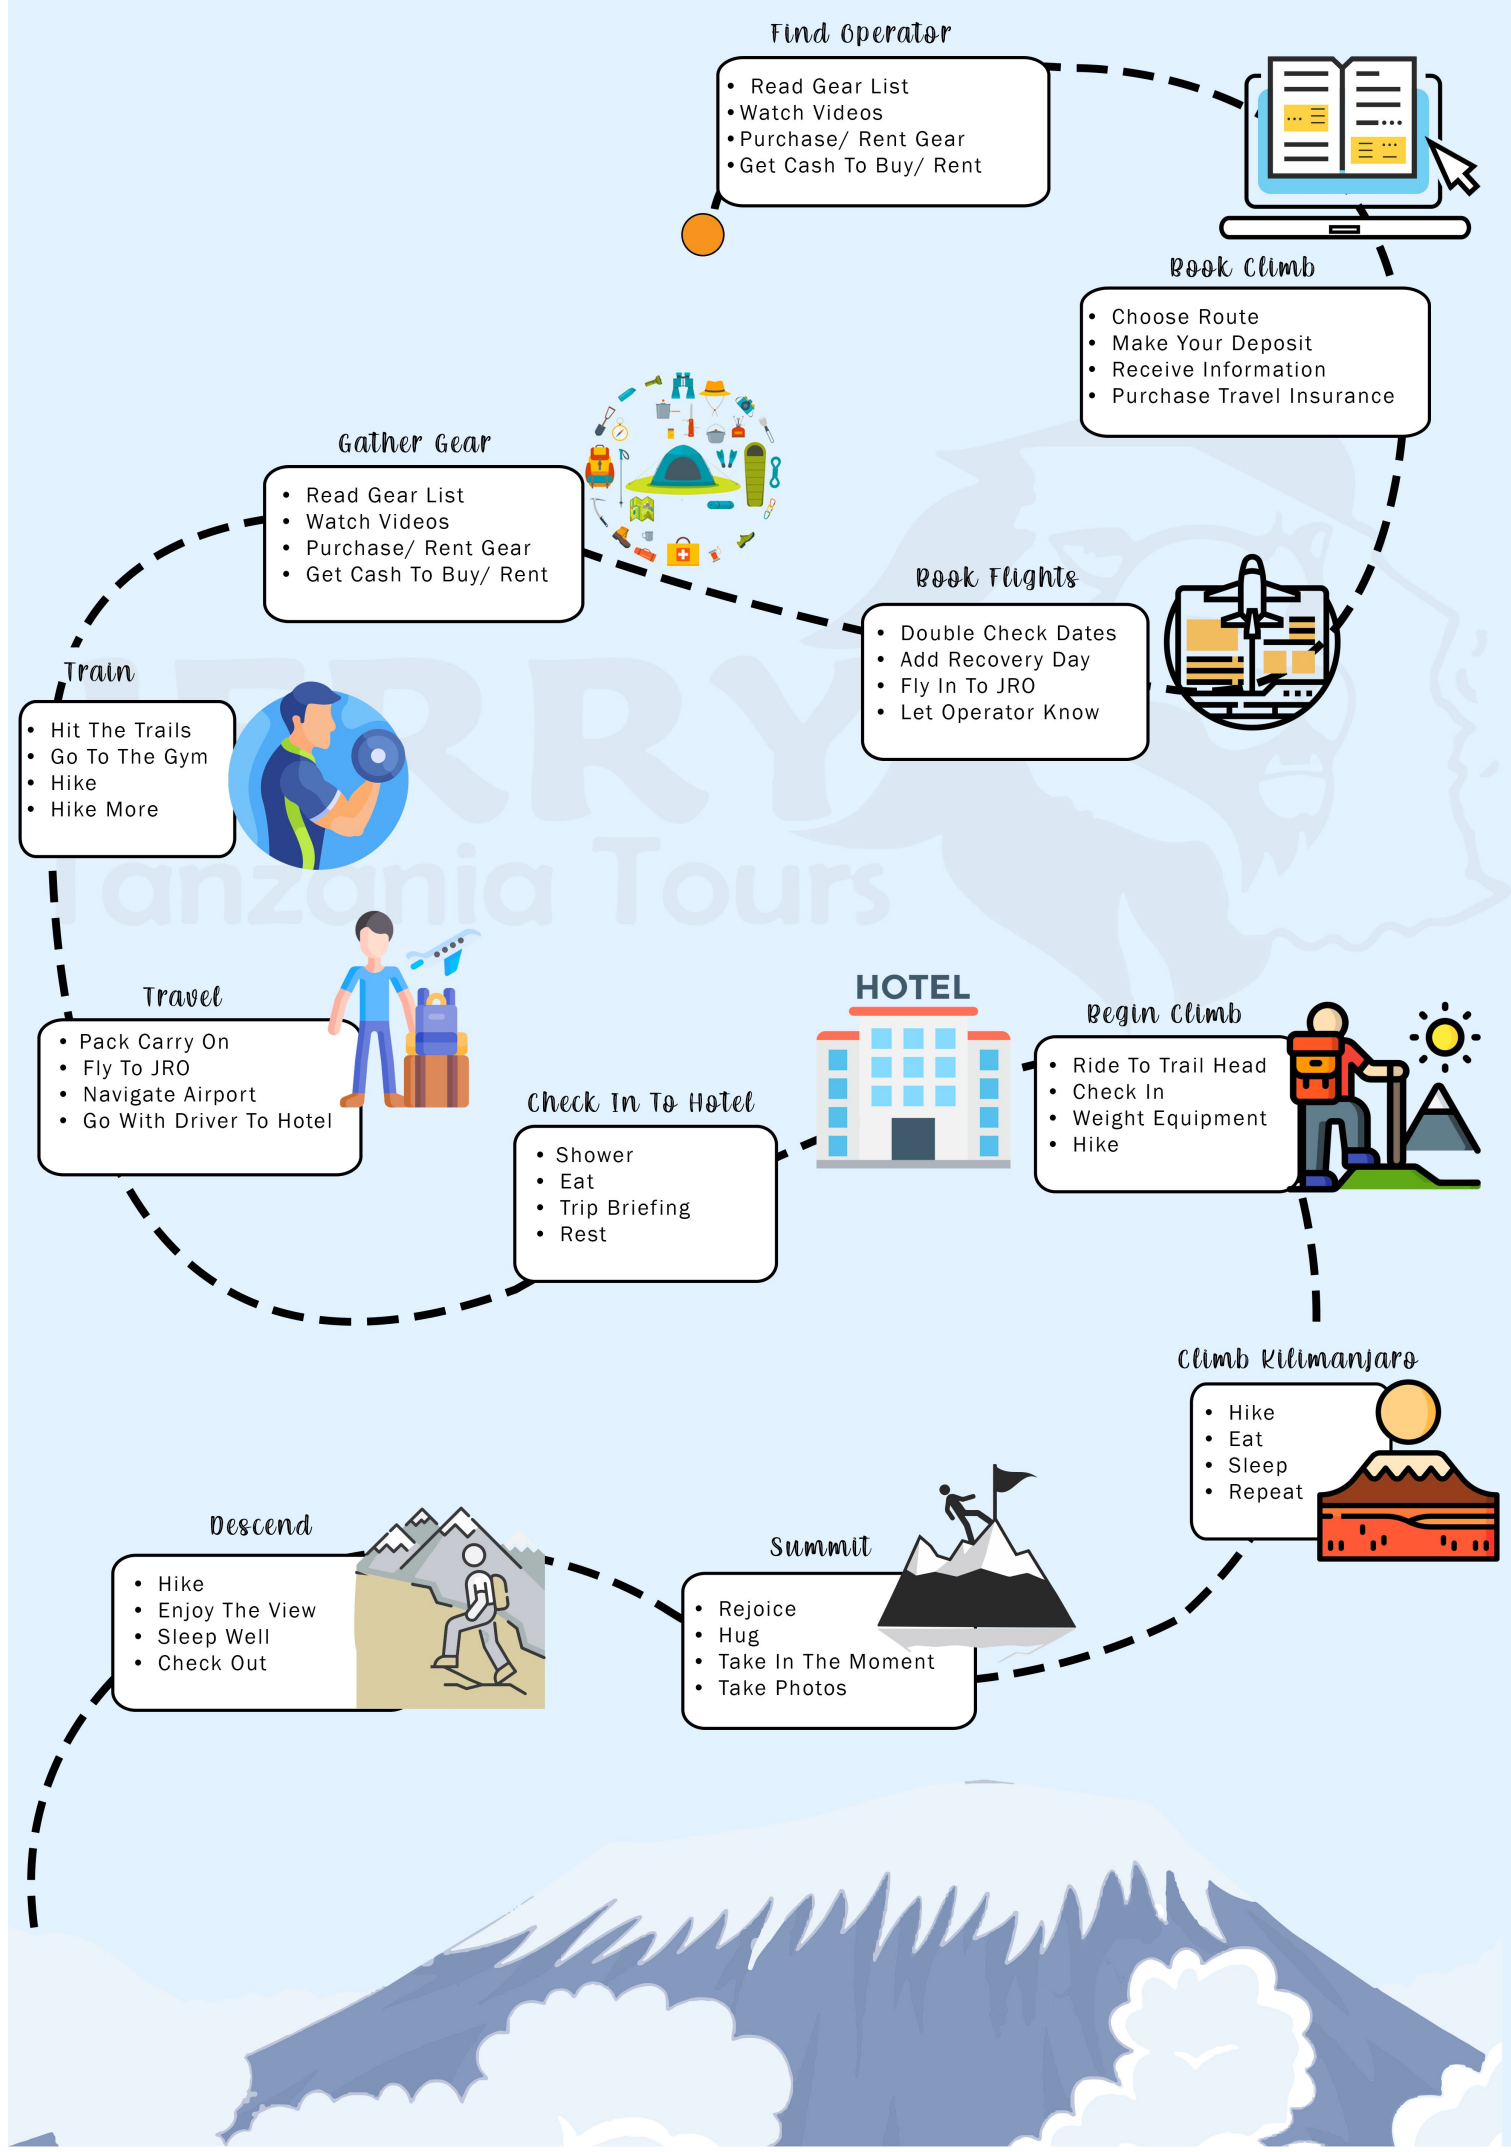 Find Operator
• Read Gear List
• Watch Videos
• Purchase/ Rent Gear
• Get Cash To Buy/ Rent
Book Climb
• Choose Route
• Make Your Deposit
• Receive Information
• Purchase Travel Insurance
Book Flights
• Double Check Dates
• Add Recovery Day
• Fly In To JRO
• Let Operator Know
Gather Gear
• Read Gear List
• Watch Videos
• Purchase/ Rent Gear
• Get Cash To Buy/ Rent
Train
• Hit The Trails
• Go To The Gym
• Hike
• Hike More
Tanzania Tours
Travel
• Pack Carry On
• Fly To JRO
• Navigate Airport
• Go With Driver To Hotel
Check In To Hotel
• Shower
• Eat
• Trip Briefing
• Rest
HOTEL
Begin Climb
• Ride To Trail Head
• Check In
• Weight Equipment
• Hike
Climb Kilimanjaro
• Hike
• Eat
• Sleep
• Repeat
Summit
• Rejoice
• Hug
• Take In The Moment
• Take Photos
Descend
• Hike
• Enjoy The View
• Sleep Well
• Check Out